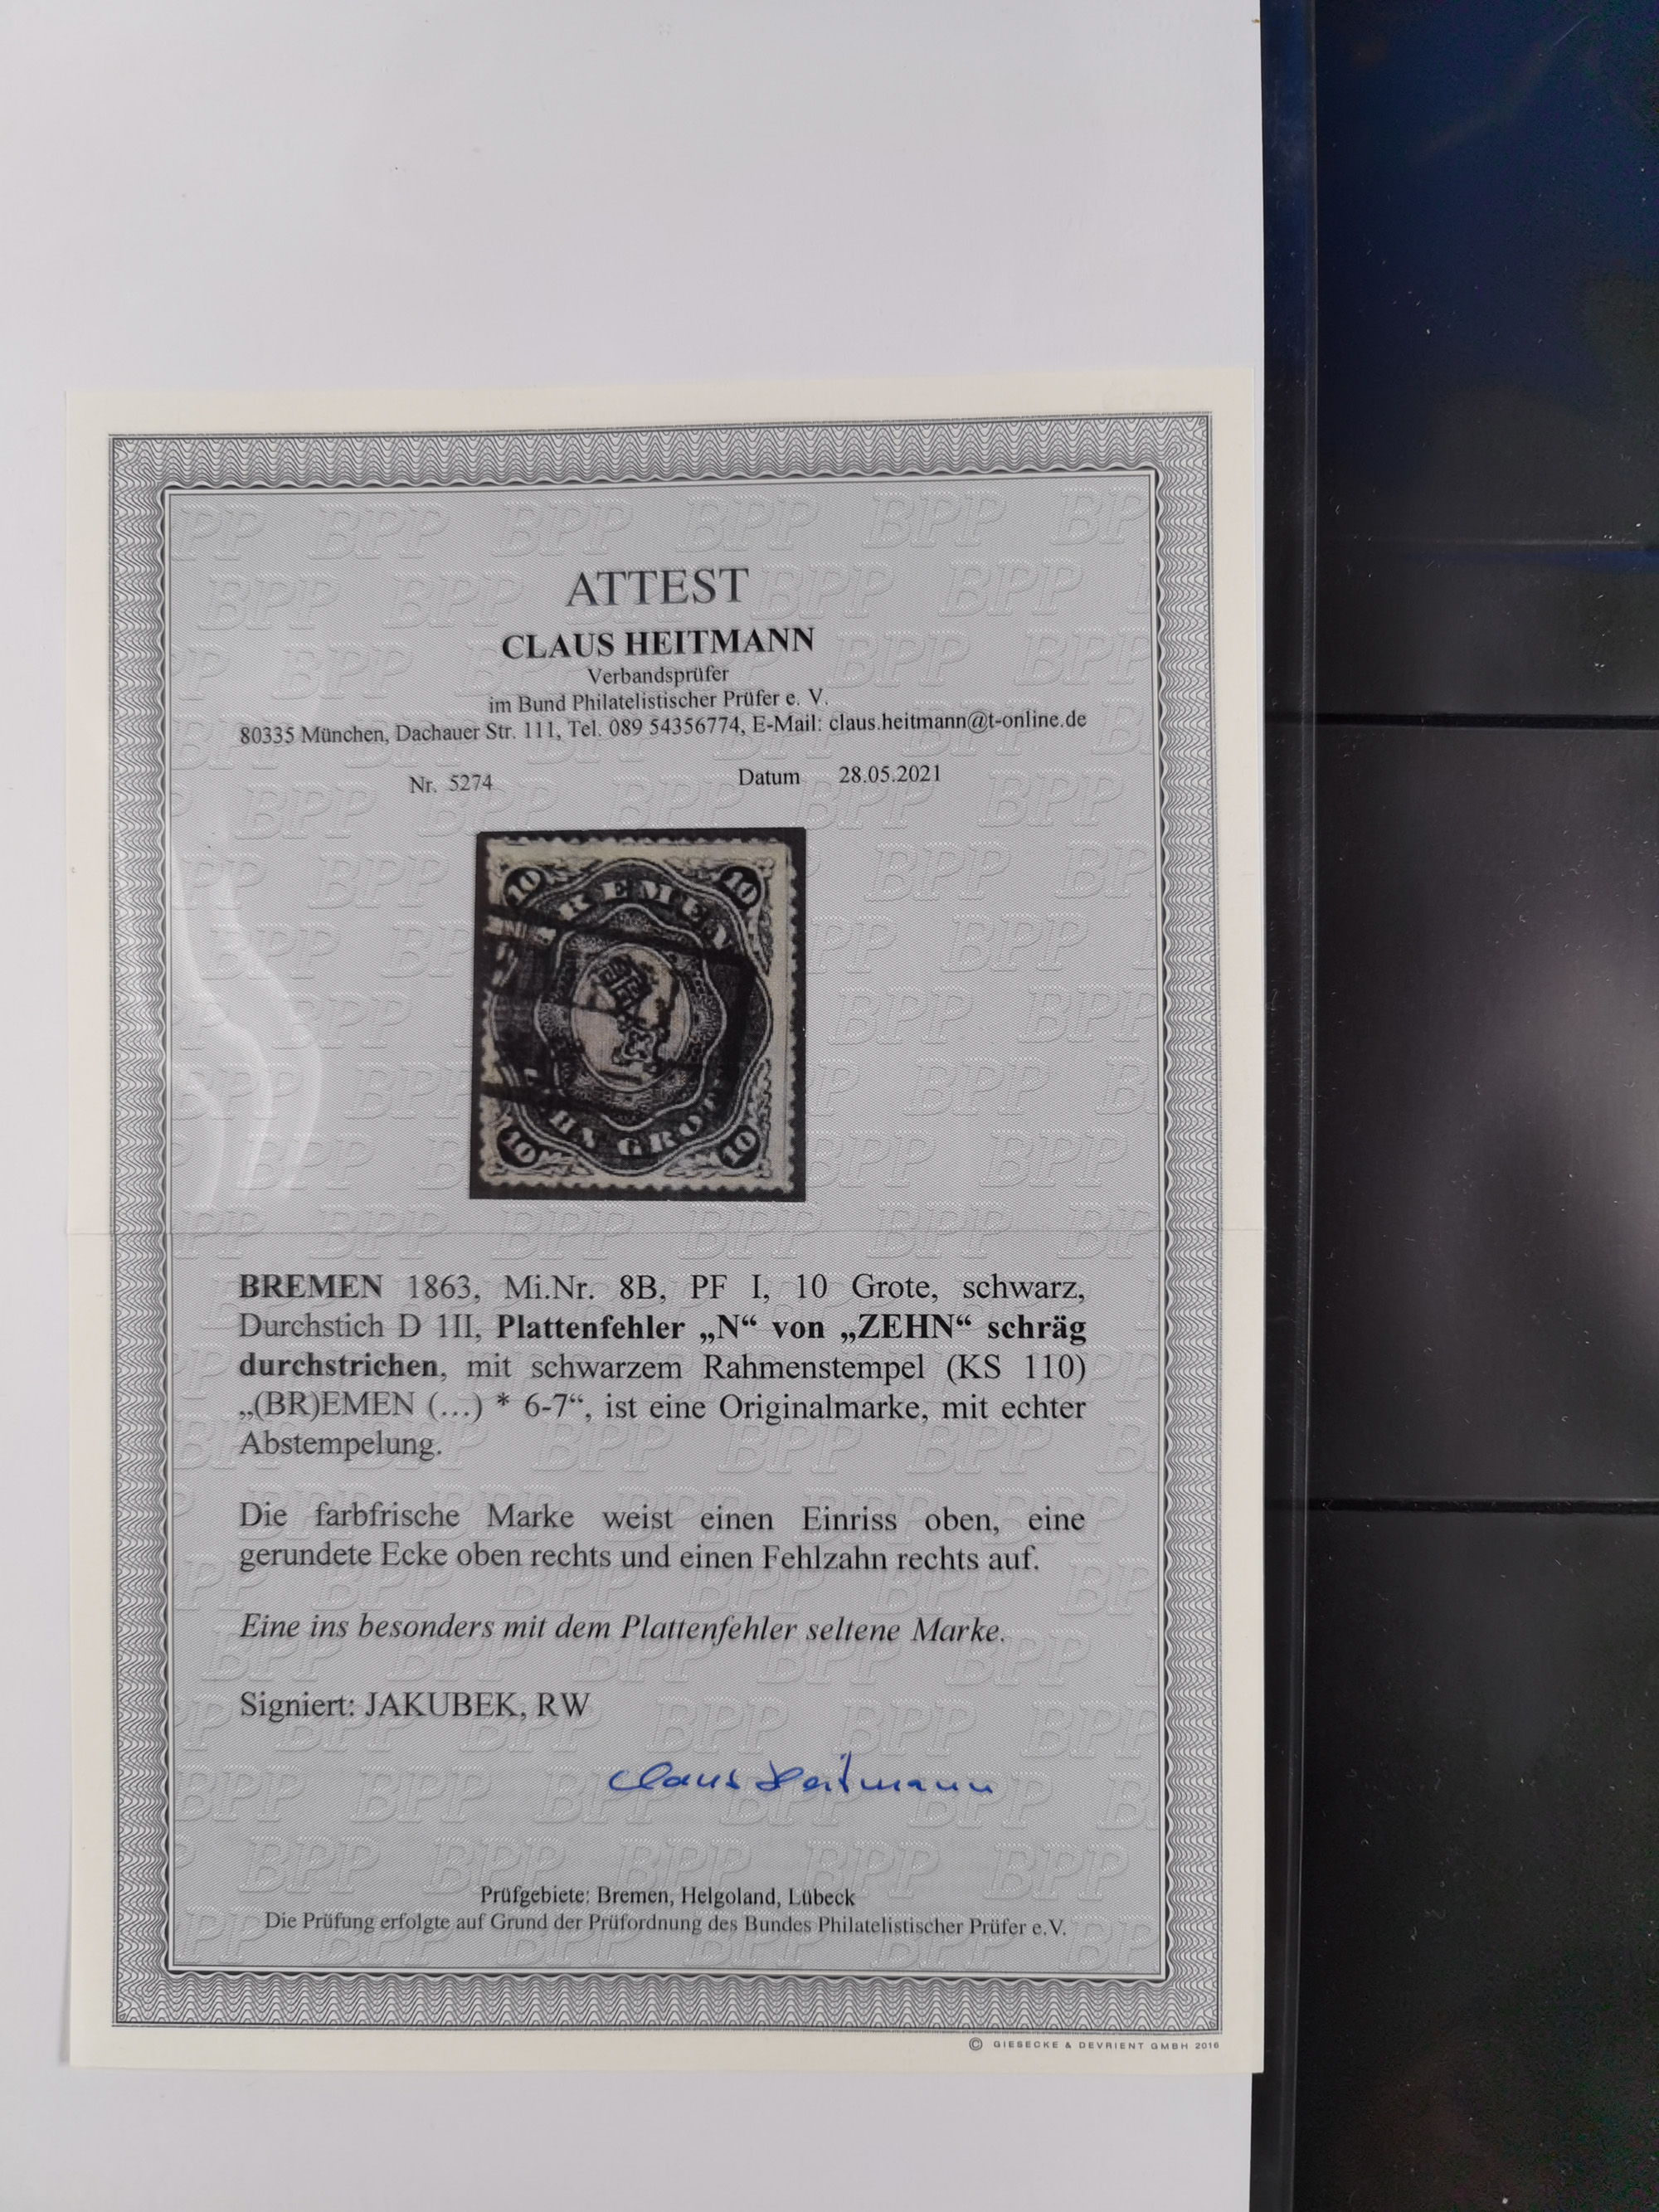 ATTEST
CLAUS HEITMANN
Verbandsprüfer
im Bund Philatelistischer Prüfer e. V.
80335 München, Dachauer Str. 111, Tel. 089 54356774, E-Mail: claus.heitmann@t-online.de
Nr. 5274 Datum 28.05.2021
10 10
REMEN
HN GRO
10 10
BREMEN 1863, Mi.Nr. 8B, PF I, 10 Grote, schwarz,
Durchstich D 1II, Plattenfehler „N“ von „ZEHN“ schräg
durchstrichen, mit schwarzem Rahmenstempel (KS 110)
„(BR)EMEN (...) * 6-7“, ist eine Originalmarke, mit echter
Abstempelung.
Die farbfrische Marke weist einen Einriss oben, eine
gerundete Ecke oben rechts und einen Fehlzahn rechts auf.
Eine ins besonders mit dem Plattenfehler seltene Marke.
Signiert: JAKUBEK, RW
Claus Heitmann
Prüfgebiete: Bremen, Helgoland, Lübeck
Die Prüfung erfolgte auf Grund der Prüfordnung des Bundes Philatelistischer Prüfer e.V.
© GIESECKE & DEVRIENT GMBH 2016